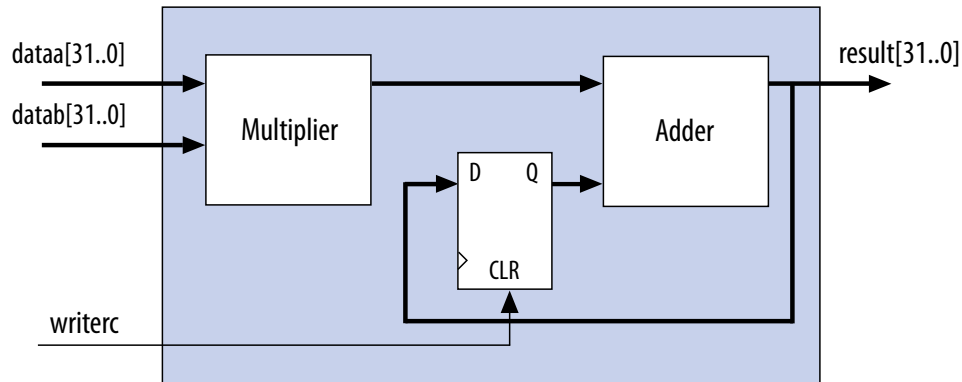 dataa[31..0]
datab[31..0]
Multiplier
Adder
result[31..0]
D Q
CLR
writerc